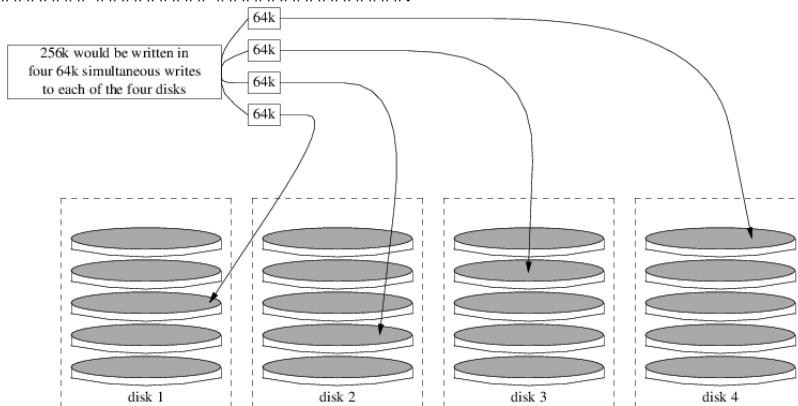 64k
64k
64k
64k
256k would be written in
four 64k simultaneous writes
to each of the four disks
disk 1
disk 2
disk 3
disk 4